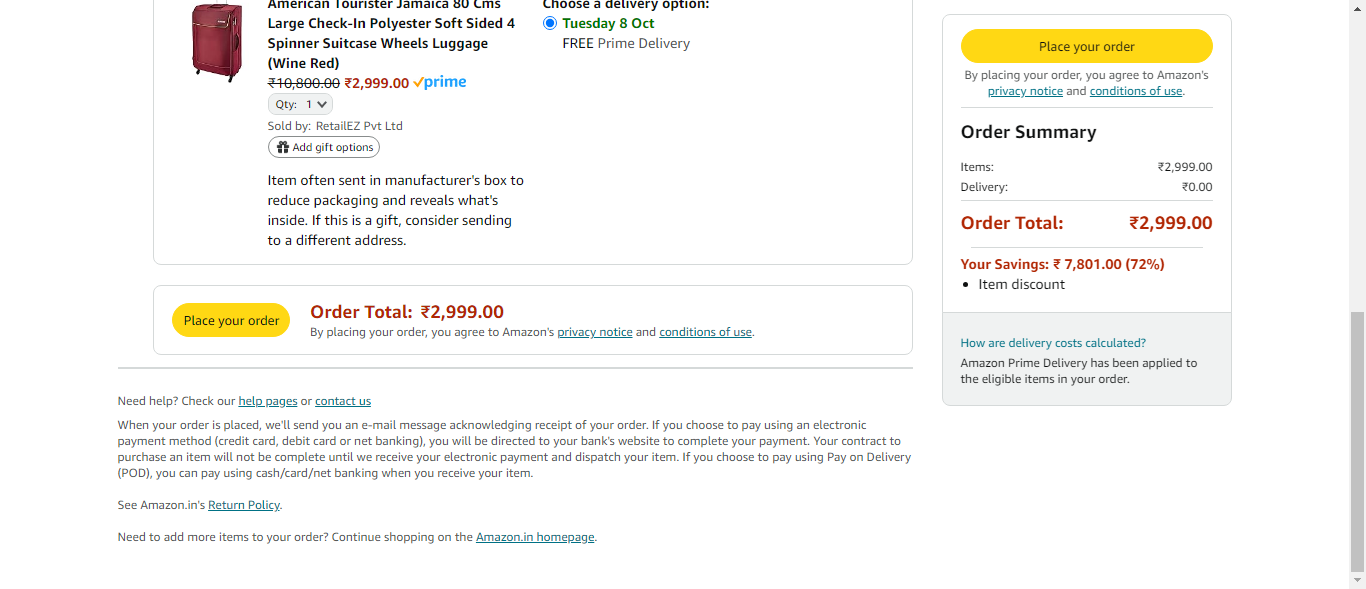 American Tourister Jamaica 80 Cms
Large Check-In Polyester Soft Sided 4
Spinner Suitcase Wheels Luggage
(Wine Red)
₹10,800.00 ₹2,999.00 prime
Qty: 1
Sold by: RetailEZ Pvt Ltd
Add gift options
Item often sent in manufacturer's box to
reduce packaging and reveals what's
inside. If this is a gift, consider sending
to a different address.
Choose a delivery option:
Tuesday 8 Oct
FREE Prime Delivery
Place your order
Order Total: ₹2,999.00
By placing your order, you agree to Amazon's privacy notice and conditions of use.
Need help? Check our help pages or contact us
When your order is placed, we'll send you an e-mail message acknowledging receipt of your order. If you choose to pay using an electronic
payment method (credit card, debit card or net banking), you will be directed to your bank's website to complete your payment. Your contract to
purchase an item will not be complete until we receive your electronic payment and dispatch your item. If you choose to pay using Pay on Delivery
(POD), you can pay using cash/card/net banking when you receive your item.
See Amazon.in's Return Policy.
Need to add more items to your order? Continue shopping on the Amazon.in homepage.
Place your order
By placing your order, you agree to Amazon's
privacy notice and conditions of use.
Order Summary
Items: ₹2,999.00
Delivery: ₹0.00
Order Total: ₹2,999.00
Your Savings: ₹ 7,801.00 (72%)
• Item discount
How are delivery costs calculated?
Amazon Prime Delivery has been applied to
the eligible items in your order.